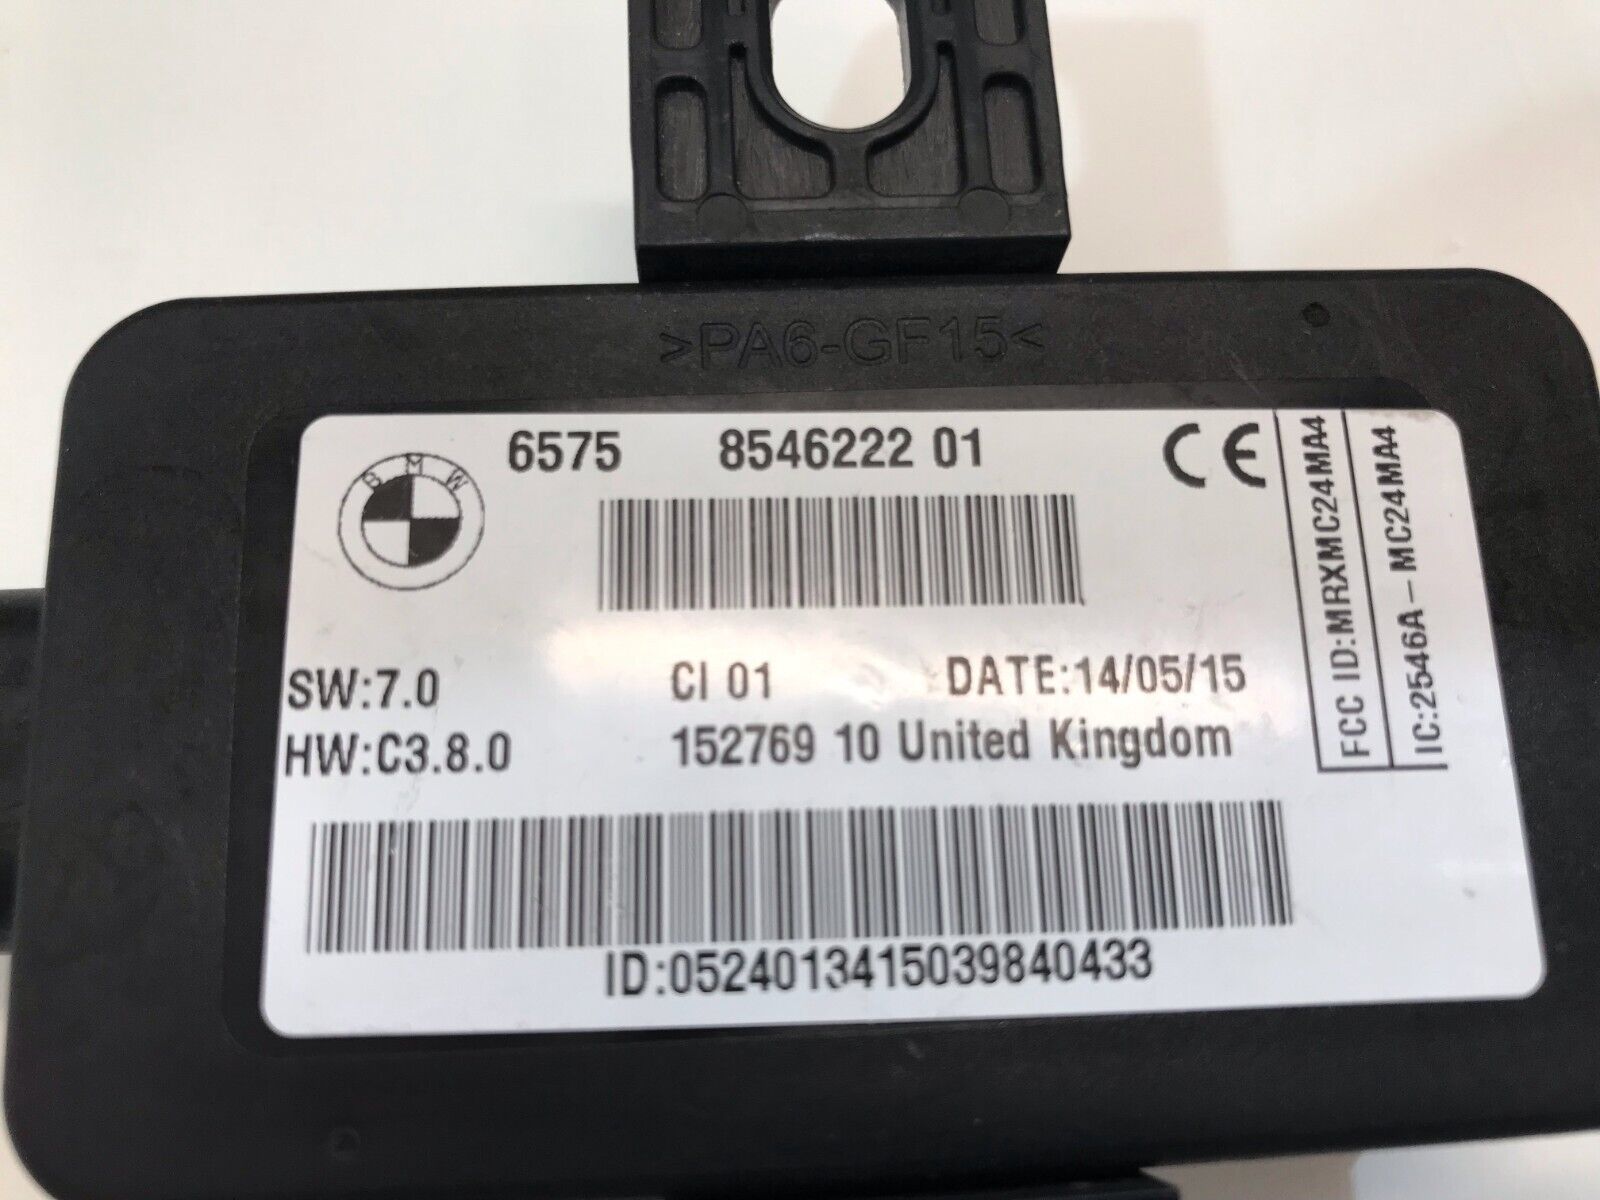 >PA6-GF15<
BMW
6575 8546222 01
CE
SW:7.0 CI 01 DATE:14/05/15
HW:C3.8.0 152769 10 United Kingdom
ID:0524013415039840433
FCC ID:MRXMC24MA4
IC:2546A-MC24MA4